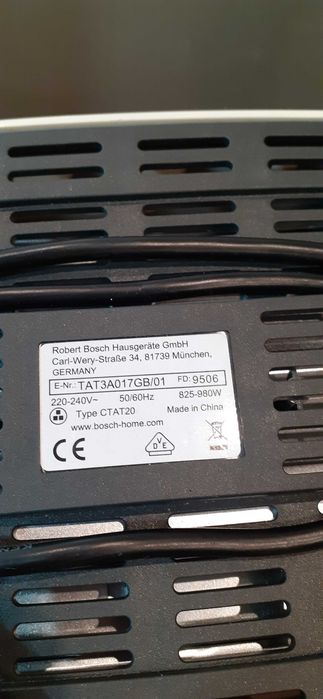 Robert Bosch Hausgeräte GmbH
Carl-Wery-Straße 34, 81739 München,
GERMANY
E-Nr.: TAT3A017GB/01 FD: 9506
220-240V~ 50/60Hz 825-980W
Type CTAT20 Made in China
www.bosch-home.com
CE
VDE